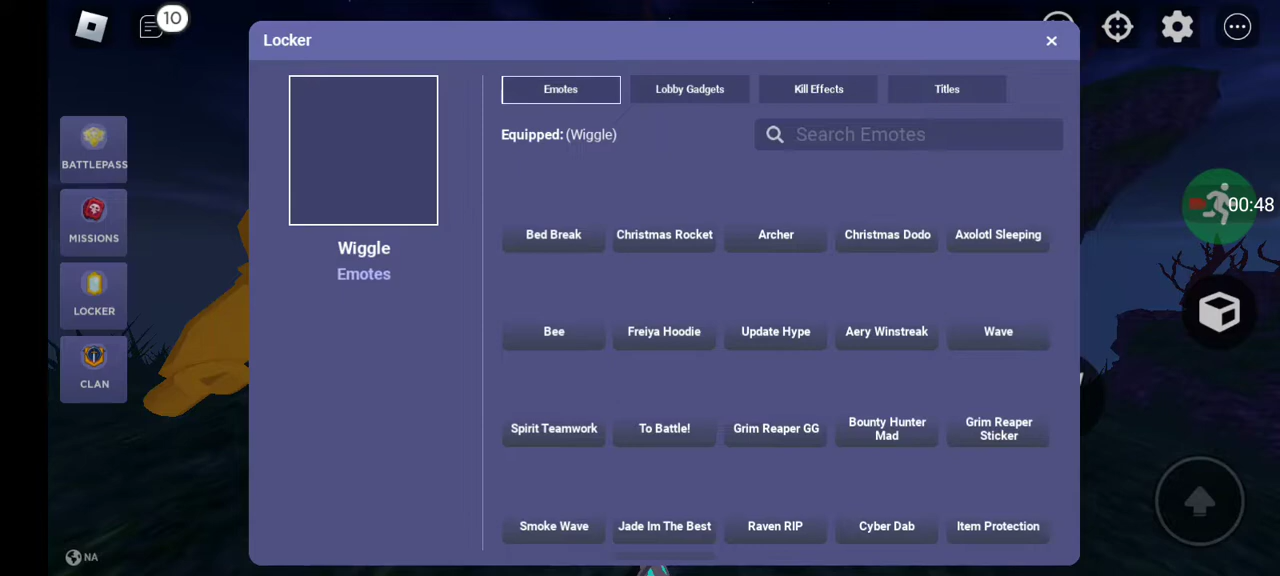 10
Locker
×
Emotes
Lobby Gadgets
Kill Effects
Titles
Equipped: (Wiggle)
Search Emotes
BATTLEPASS
MISSIONS
LOCKER
CLAN
Wiggle
Emotes
00:48
Bed Break
Christmas Rocket
Archer
Christmas Dodo
Axolotl Sleeping
Bee
Freiya Hoodie
Update Hype
Aery Winstreak
Wave
Spirit Teamwork
To Battle!
Grim Reaper GG
Bounty Hunter
Mad
Grim Reaper
Sticker
Smoke Wave
Jade Im The Best
Raven RIP
Cyber Dab
Item Protection
NA